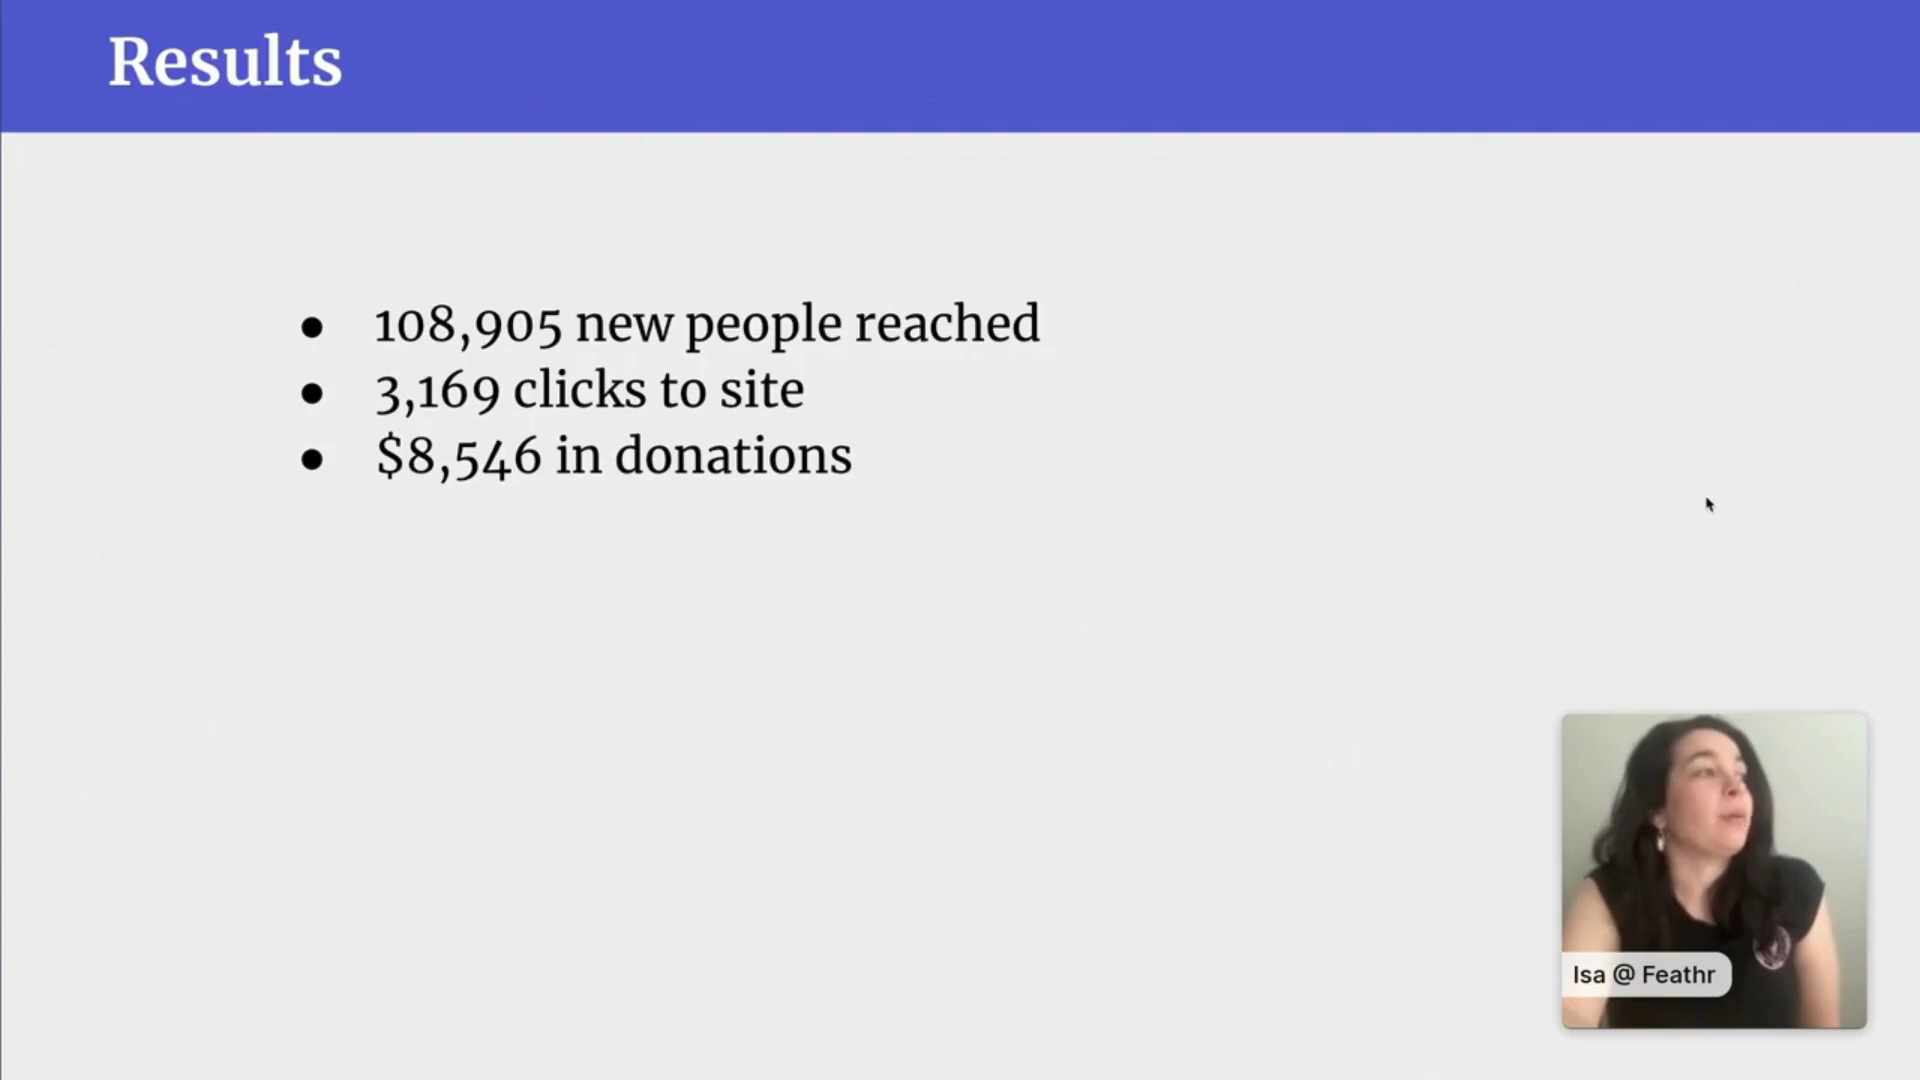 Results
● 108,905 new people reached
● 3,169 clicks to site
● $8,546 in donations
Isa @ Feathr